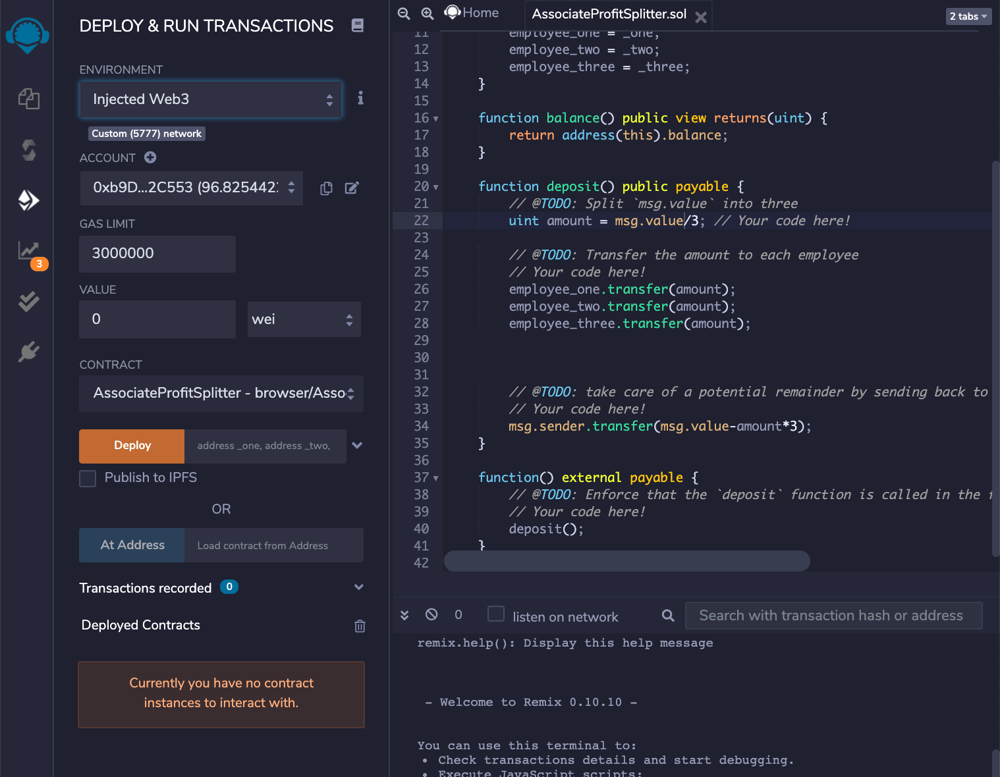 DEPLOY & RUN TRANSACTIONS
ENVIRONMENT
Injected Web3
Custom (5777) network
ACCOUNT
0xb9D...2C553 (96.825442
GAS LIMIT
3000000
VALUE
0
wei
CONTRACT
AssociateProfitSplitter - browser/Asso
Deploy
address _one, address _two,
Publish to IPFS
OR
At Address
Load contract from Address
Transactions recorded 0
Deployed Contracts
Currently you have no contract
instances to interact with.
3
Home
AssociateProfitSplitter.sol
2 tabs
11 employee_one = _one;
12 employee_two = _two;
13 employee_three = _three;
14 }
15
16 function balance() public view returns(uint) {
17 return address(this).balance;
18 }
19
20 function deposit() public payable {
21 // @TODO: Split `msg.value` into three
22 uint amount = msg.value/3; // Your code here!
23
24 // @TODO: Transfer the amount to each employee
25 // Your code here!
26 employee_one.transfer(amount);
27 employee_two.transfer(amount);
28 employee_three.transfer(amount);
29
30
31
32 // @TODO: take care of a potential remainder by sending back to
33 // Your code here!
34 msg.sender.transfer(msg.value-amount*3);
35 }
36
37 function() external payable {
38 // @TODO: Enforce that the `deposit` function is called in the
39 // Your code here!
40 deposit();
41 }
42
0
listen on network
Search with transaction hash or address
remix.help(): Display this help message
- Welcome to Remix 0.10.10 -
You can use this terminal to:
• Check transactions details and start debugging.
• Execute JavaScript scripts: